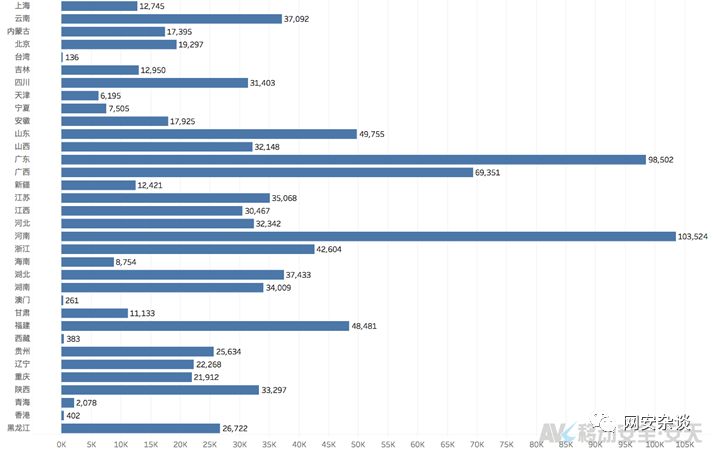 上海 12,745
云南 37,092
内蒙古 17,395
北京 19,297
台湾 136
吉林 12,950
四川 31,403
天津 6,195
宁夏 7,505
安徽 17,925
山东 49,755
山西 32,148
广东 98,502
广西 69,351
新疆 12,421
江苏 35,068
江西 30,467
河北 32,342
河南 103,524
浙江 42,604
海南 8,754
湖北 37,433
湖南 34,009
澳门 261
甘肃 11,133
福建 48,481
西藏 383
贵州 25,634
辽宁 22,268
重庆 21,912
陕西 33,297
青海 2,078
香港 402
黑龙江 26,722
网安杂谈
AVL 移动安全·安天
0K 5K 10K 15K 20K 25K 30K 35K 40K 45K 50K 55K 60K 65K 70K 75K 80K 85K 90K 95K 100K 105K